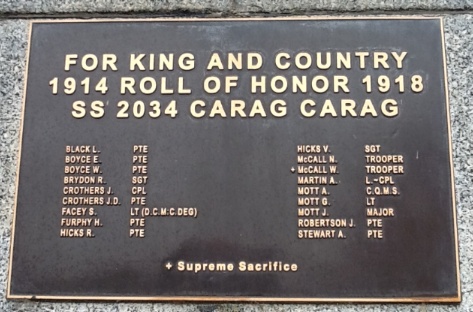 FOR KING AND COUNTRY
1914 ROLL OF HONOR 1918
SS 2034 CARAG CARAG
BLACK L. PTE
BOYCE E. PTE
BOYCE W. PTE
BRYDON R. SGT
CROTHERS J. CPL
CROTHERS J.D. PTE
FACEY S. LT (D.C.M:C.DEG)
FURPHY H. PTE
HICKS R. PTE
HICKS V. SGT
McCALL N. TROOPER
+ McCALL W. TROOPER
MARTIN A. L.-CPL
MOTT A. C.Q.M.S.
MOTT G. LT
MOTT J. MAJOR
ROBERTSON J. PTE
STEWART A. PTE
+ Supreme Sacrifice